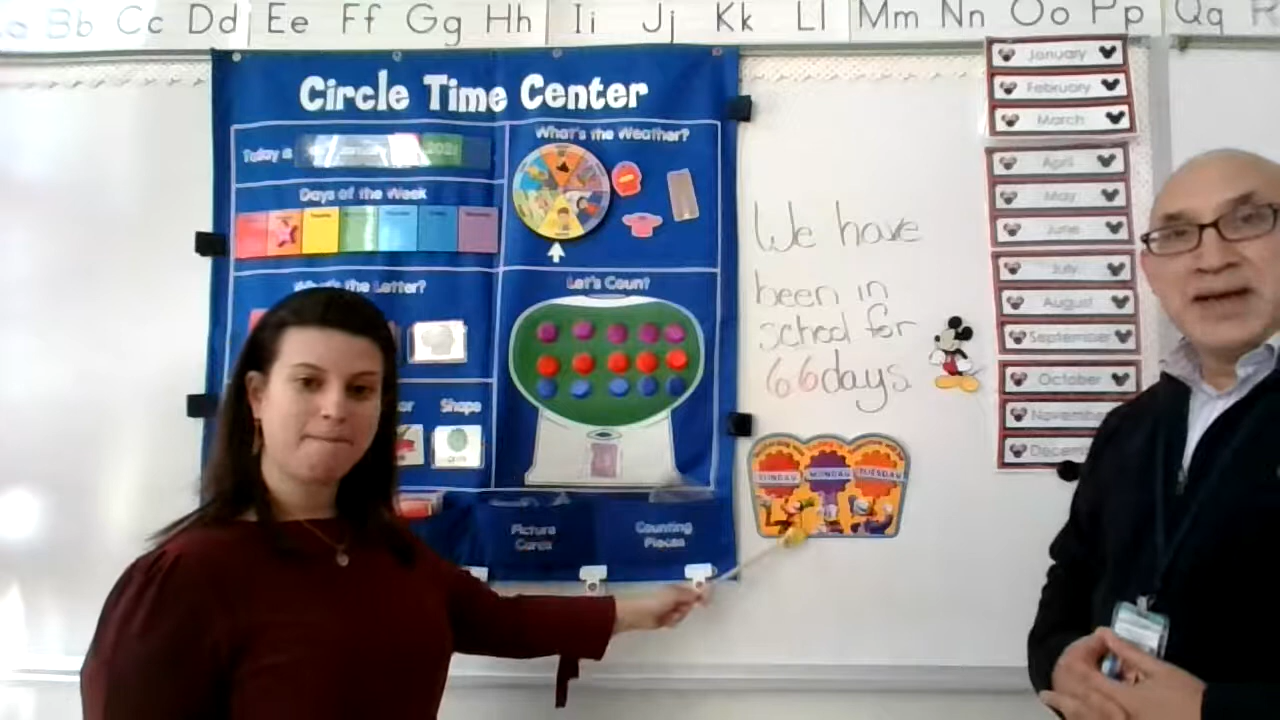 Bb Cc Dd Ee Ff Gg Hh Ii Jj Kk Ll Mm Nn Oo Pp Qq
Circle Time Center
Today is
2021
What's the Weather?
Days of the Week
What's the Letter?
Let's Count
Shape
Picture
Cards
Counting
Pieces
We have
been in
school for
66days
SUNDAY MONDAY TUESDAY
January
February
March
April
May
June
July
August
September
October
November